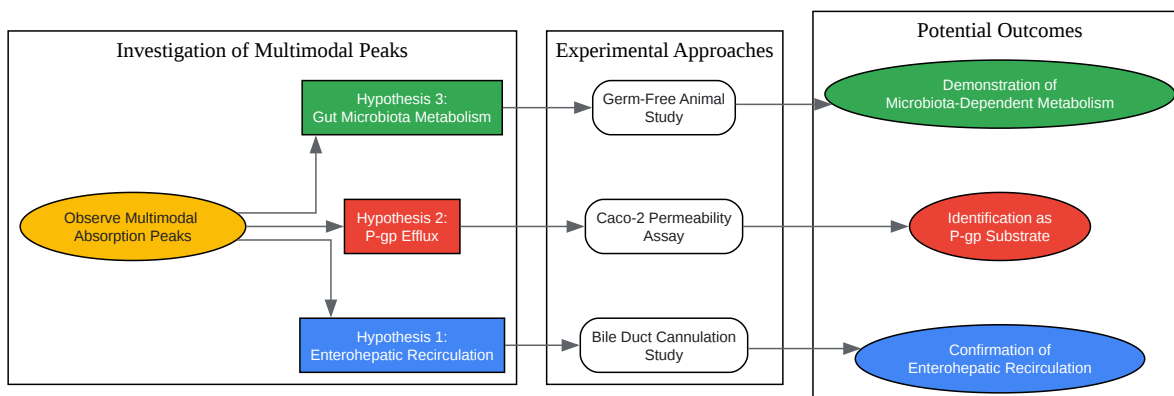 Investigation of Multimodal Peaks
Observe Multimodal
Absorption Peaks
Hypothesis 3:
Gut Microbiota Metabolism
Hypothesis 2:
P-gp Efflux
Hypothesis 1:
Enterohepatic Recirculation
Experimental Approaches
Germ-Free Animal
Study
Caco-2 Permeability
Assay
Bile Duct Cannulation
Study
Potential Outcomes
Demonstration of
Microbiota-Dependent Metabolism
Identification as
P-gp Substrate
Confirmation of
Enterohepatic Recirculation